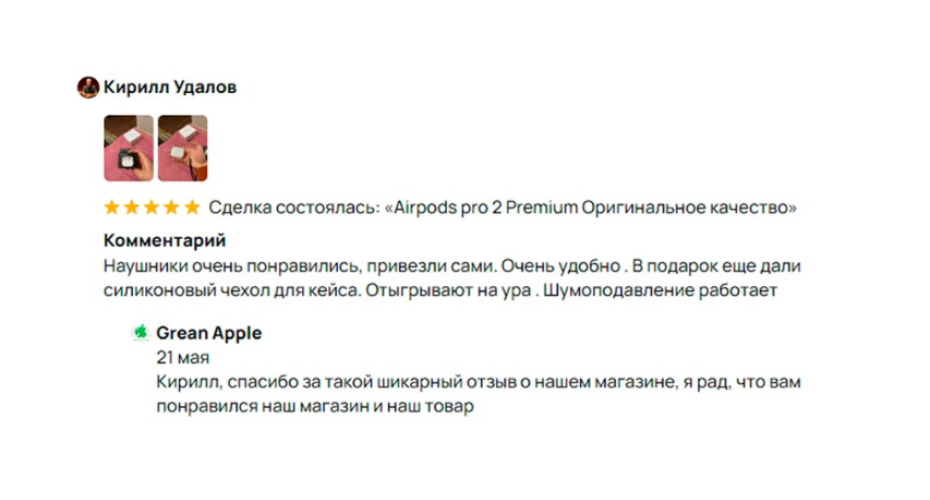 Кирилл Удалов
Сделка состоялась: «Airpods pro 2 Premium Оригинальное качество»
Комментарий
Наушники очень понравились, привезли сами. Очень удобно . В подарок еще дали
силиконовый чехол для кейса. Отыгрывают на ура . Шумоподавление работает
Grean Apple
21 мая
Кирилл, спасибо за такой шикарный отзыв о нашем магазине, я рад, что вам
понравился наш магазин и наш товар